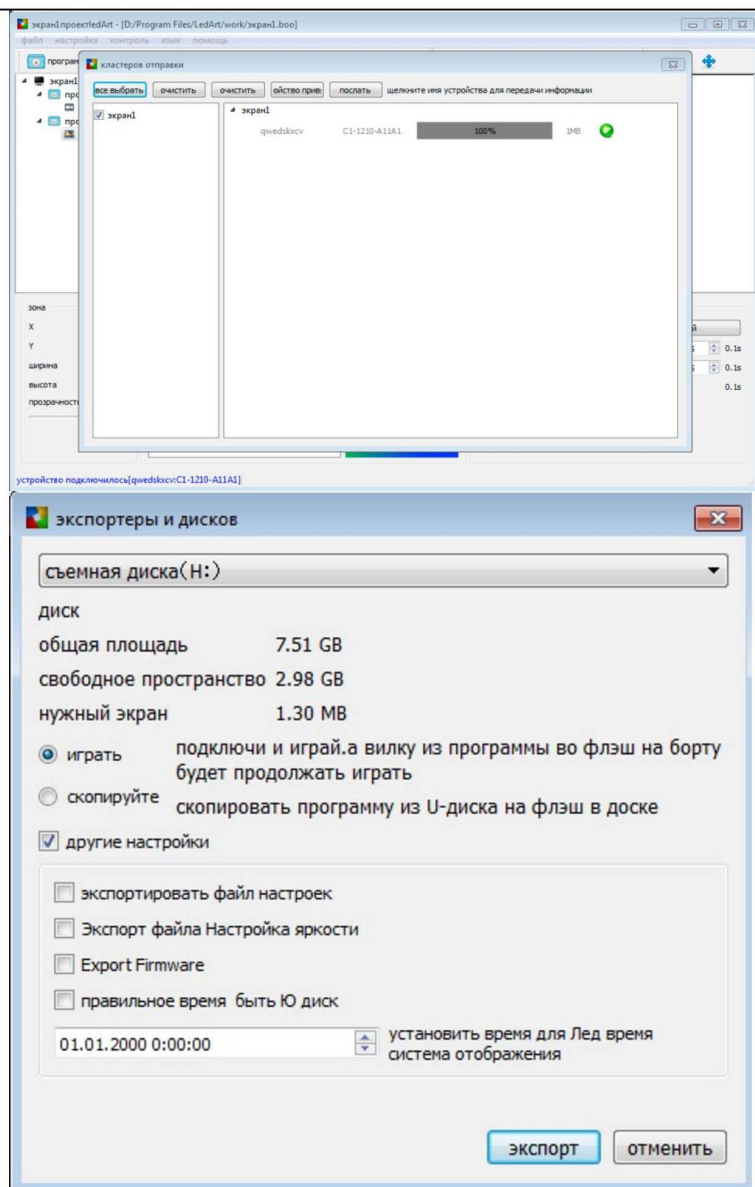 экран1проектledArt - [D:/Program Files/LedArt/work/экран1.boo]
файл настройка контроль язык помощь
програм
экран1
про
про
кластеров отправки
все выбрать очистить очистить ойство прив послать щелкните имя устройства для передачи информации
экран1
экран1
qwedskxcv C1-1210-A11A1 100% 1MB
зона
X
Y
ширина
высота
прозрачность
й
5 0.1s
5 0.1s
0.1s
устройство подключилось[qwedskxcv:C1-1210-A11A1]
экспортеры и дисков
съемная диска(H:)
диск
общая площадь 7.51 GB
свободное пространство 2.98 GB
нужный экран 1.30 MB
играть подключи и играй.а вилку из программы во флэш на борту
будет продолжать играть
скопируйте скопировать программу из U-диска на флэш в доске
другие настройки
экспортировать файл настроек
Экспорт файла Настройка яркости
Export Firmware
правильное время быть Ю диск
01.01.2000 0:00:00 установить время для Лед время
система отображения
экспорт отменить